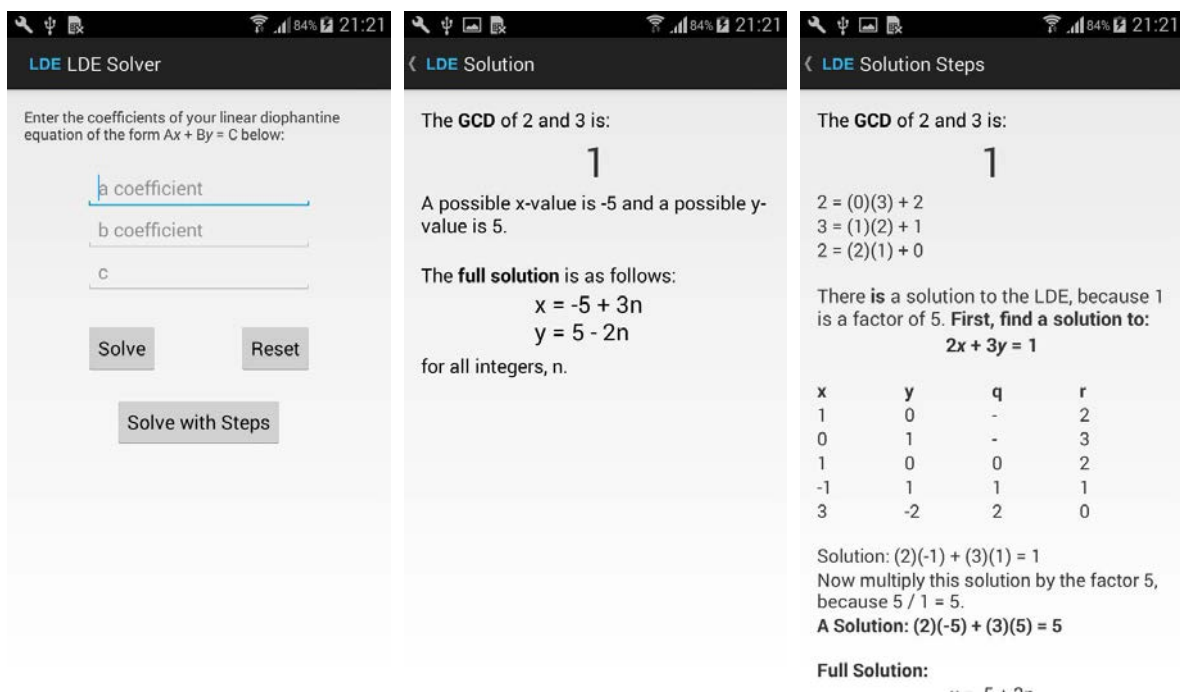 84% 21:21
LDE LDE Solver
Enter the coefficients of your linear diophantine
equation of the form Ax + By = C below:
a coefficient
b coefficient
c
Solve Reset
Solve with Steps
84% 21:21
LDE Solution
The GCD of 2 and 3 is:
1
A possible x-value is -5 and a possible y-
value is 5.
The full solution is as follows:
x = -5 + 3n
y = 5 - 2n
for all integers, n.
84% 21:21
LDE Solution Steps
The GCD of 2 and 3 is:
1
2 = (0)(3) + 2
3 = (1)(2) + 1
2 = (2)(1) + 0
There is a solution to the LDE, because 1
is a factor of 5. First, find a solution to:
2x + 3y = 1
x y q r
1 0 - 2
0 1 - 3
1 0 0 2
-1 1 1 1
3 -2 2 0
Solution: (2)(-1) + (3)(1) = 1
Now multiply this solution by the factor 5,
because 5 / 1 = 5.
A Solution: (2)(-5) + (3)(5) = 5
Full Solution: